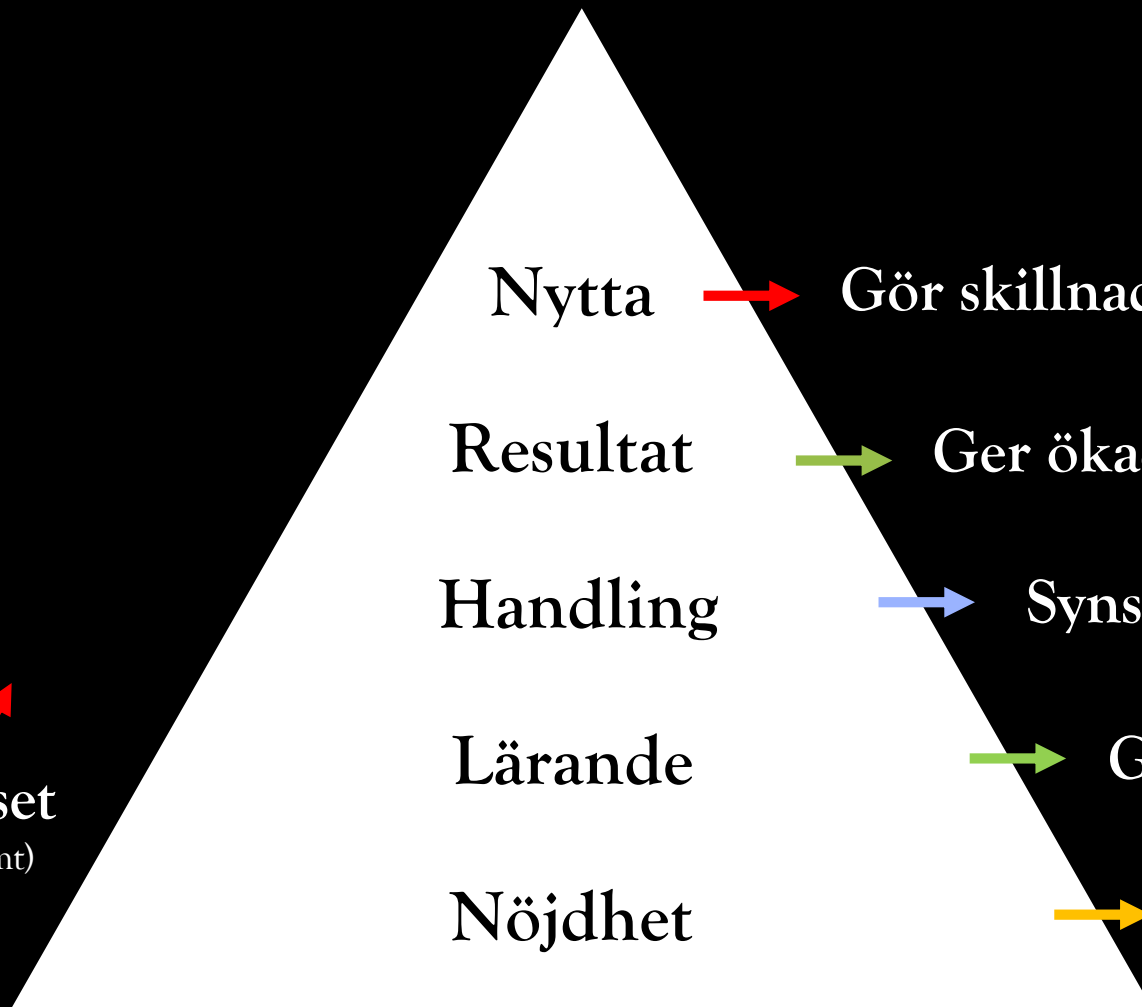 Nytta
Gör skillnad
Resultat
Ger öka
Handling
Syns
Lärande
G
set
nt)
Nöjdhet